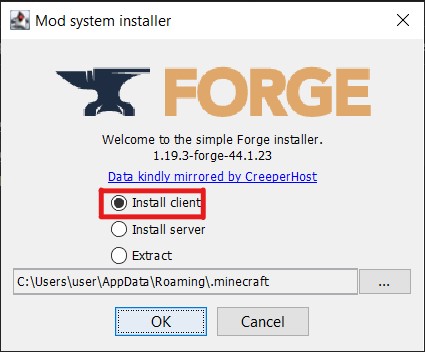 Mod system installer
FORGE
Welcome to the simple Forge installer.
1.19.3-forge-44.1.23
Data kindly mirrored by CreeperHost
Install client
Install server
Extract
C:\Users\user\AppData\Roaming\.minecraft
...
OK
Cancel